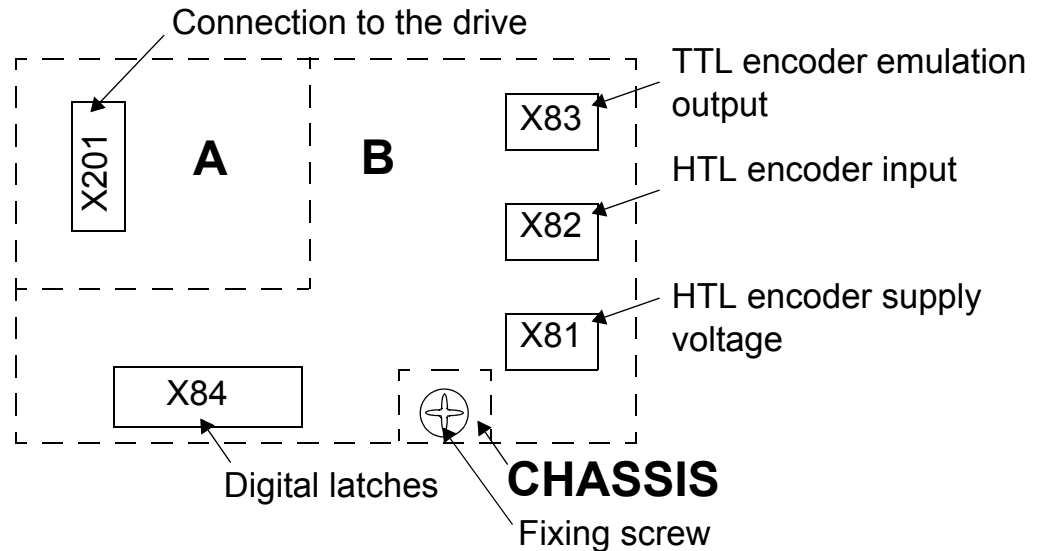 Connection to the drive
TTL encoder emulation
output
X83
X201
A
B
HTL encoder input
X82
HTL encoder supply
voltage
X81
X84
Digital latches
CHASSIS
Fixing screw